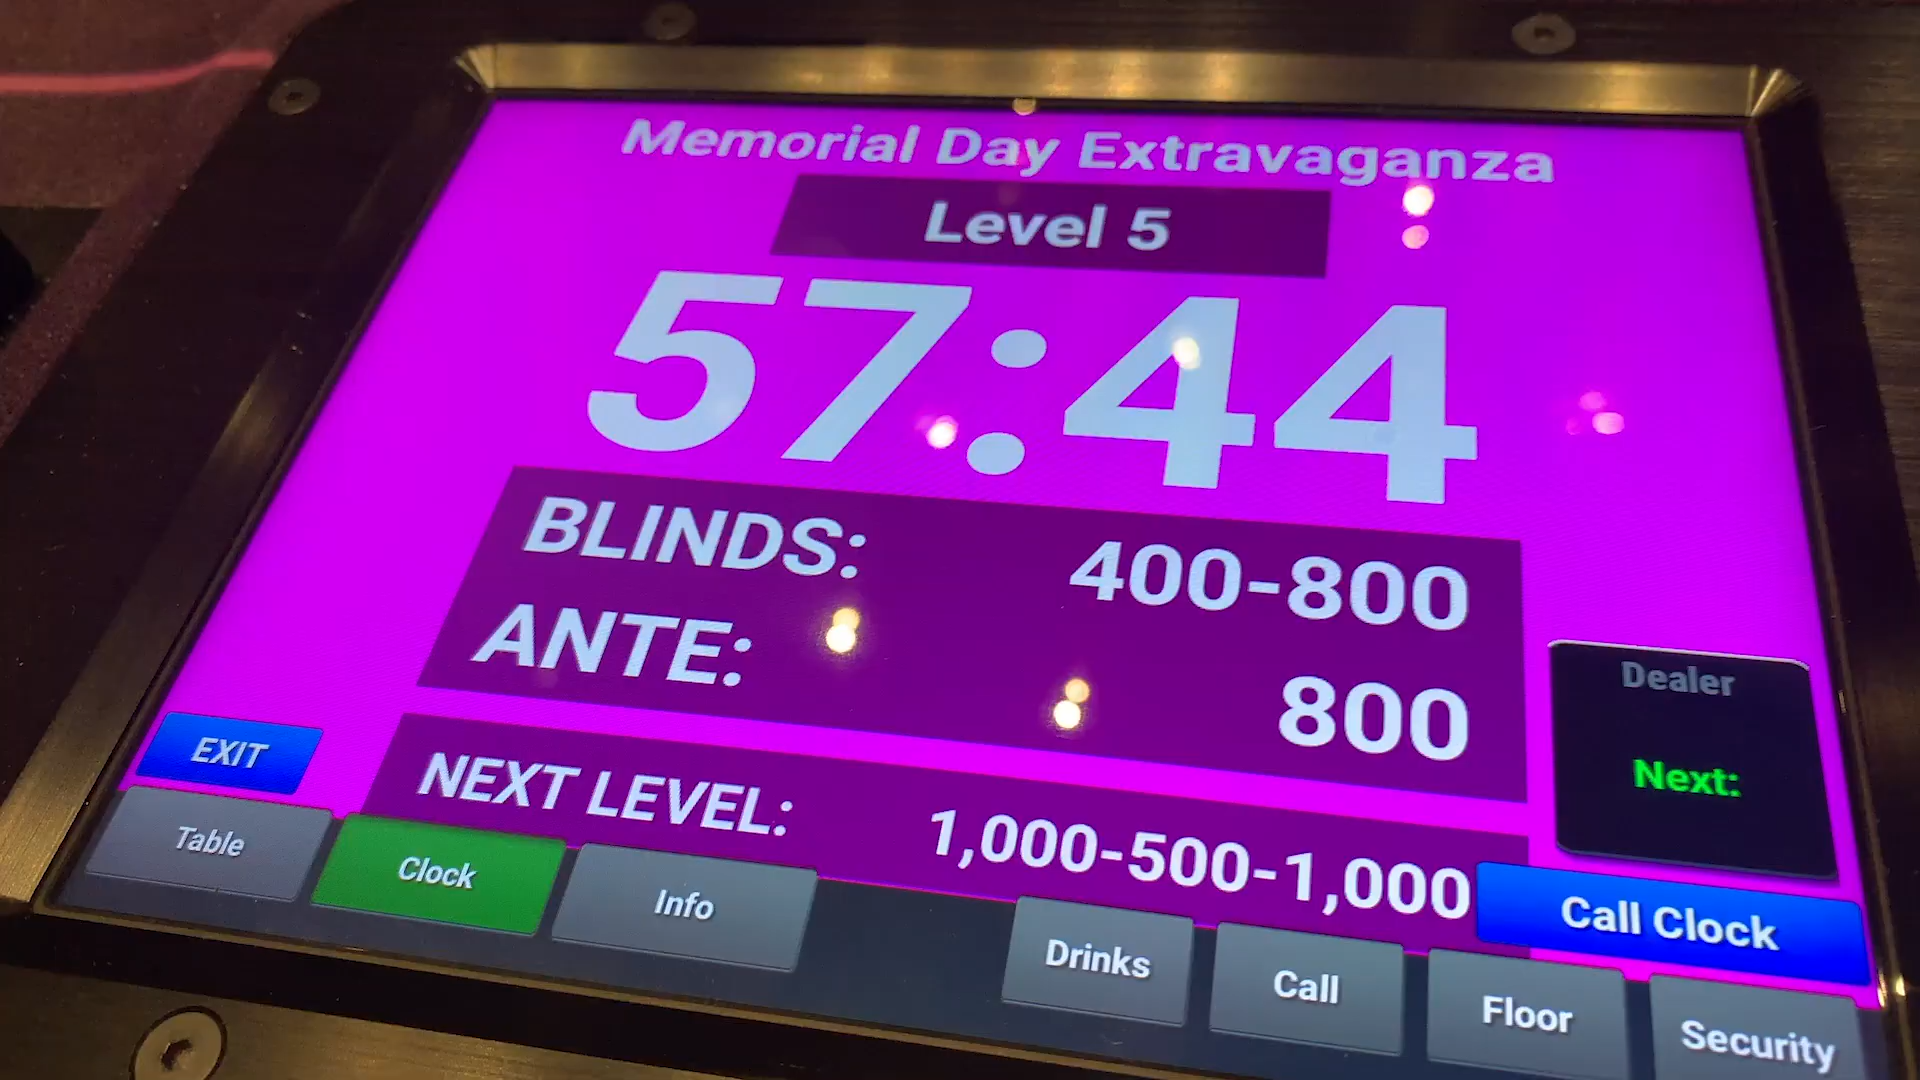 Memorial Day Extravaganza
Level 5
57:44
BLINDS: 400-800
ANTE: 800
NEXT LEVEL: 1,000-500-1,000
Dealer
Next:
EXIT
Call Clock
Table Clock Info Drinks Call Floor Security